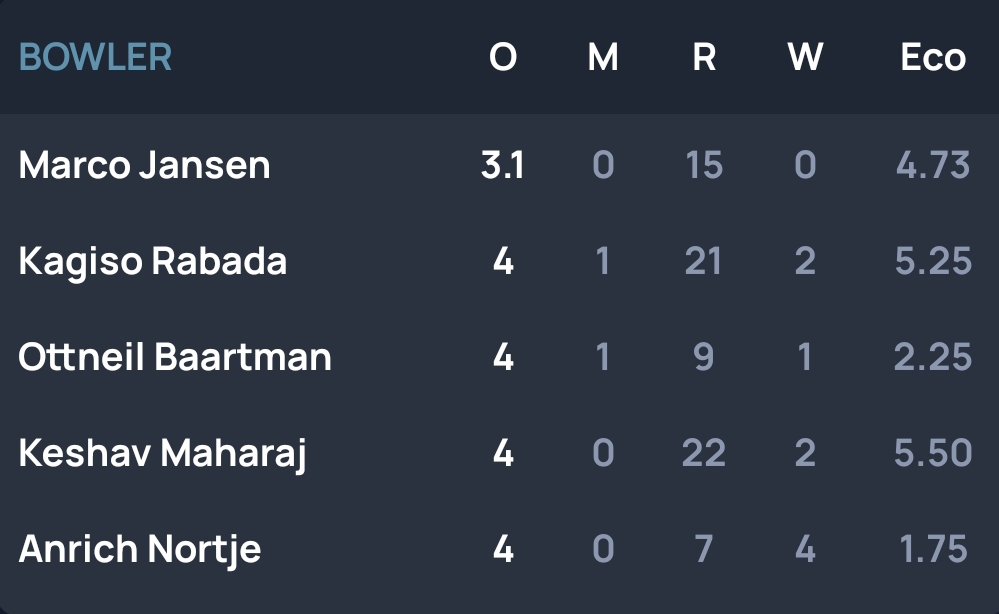 BOWLER O M R W Eco
Marco Jansen 3.1 0 15 0 4.73
Kagiso Rabada 4 1 21 2 5.25
Ottneil Baartman 4 1 9 1 2.25
Keshav Maharaj 4 0 22 2 5.50
Anrich Nortje 4 0 7 4 1.75